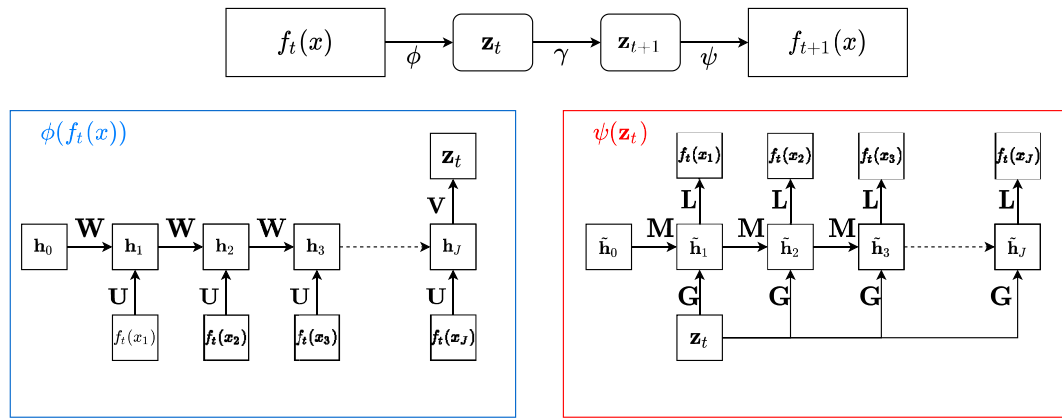 f_t(x) z_t z_{t+1} f_{t+1}(x)
ϕ γ ψ
ϕ(f_t(x))
z_t
V
W W W
h_0 h_1 h_2 h_3 h_J
U U U U
f_t(x_1) f_t(x_2) f_t(x_3) f_t(x_J)
ψ(z_t)
f_t(x_1) f_t(x_2) f_t(x_3) f_t(x_J)
L L L L
M M M
h̃_0 h̃_1 h̃_2 h̃_3 h̃_J
G G G G
z_t